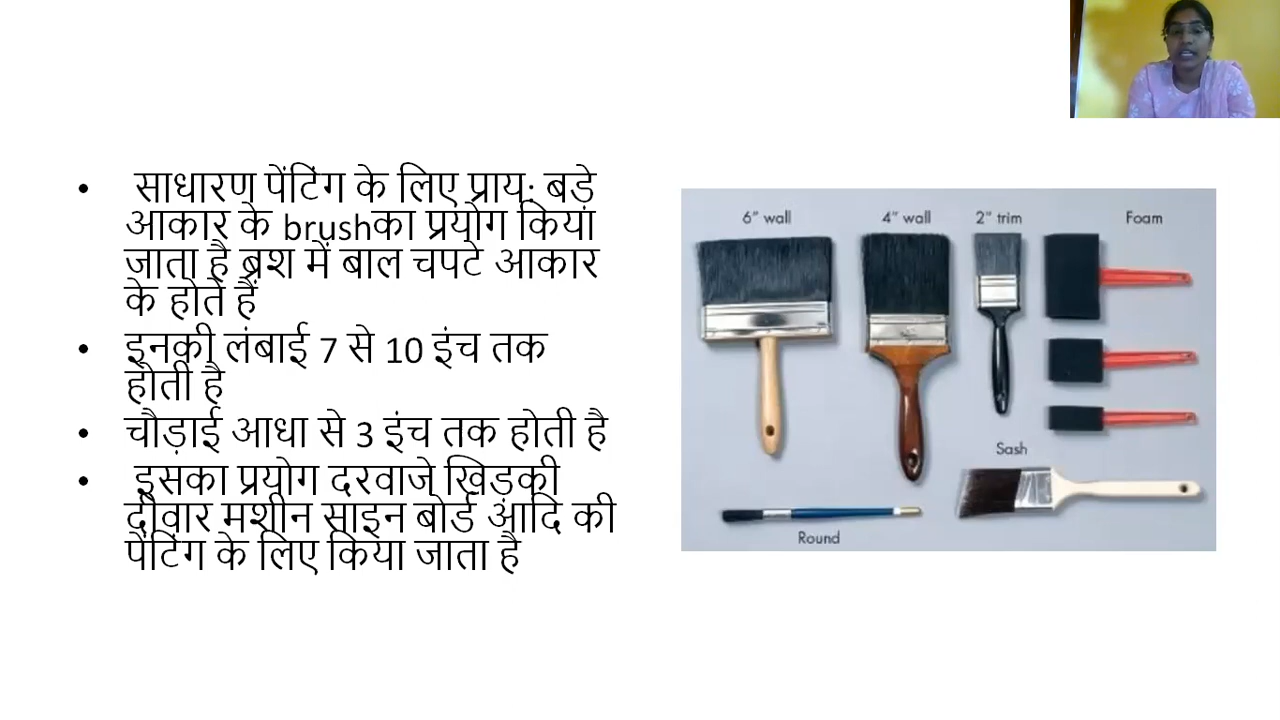 • साधारण पेंटिंग के लिए प्राय: बड़े
आकार के brushका प्रयोग किया
जाता है ब्रश में बाल चपटे आकार
के होते हैं
• इनकी लंबाई 7 से 10 इंच तक
होती है
• चौड़ाई आधा से 3 इंच तक होती है
• इसका प्रयोग दरवाजे खिड़की
दीवार मशीन साइन बोर्ड आदि की
पेंटिंग के लिए किया जाता है
6” wall 4” wall 2” trim Foam
Sash
Round